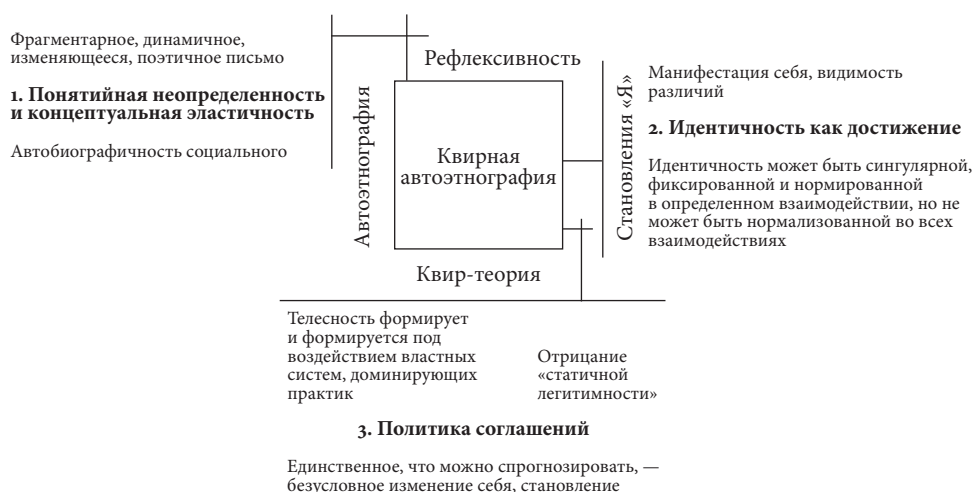 Фрагментарное, динамичное,
изменяющееся, поэтичное письмо
1. Понятийная неопределенность
и концептуальная эластичность
Автобиографичность социального
Автоэтнография
Рефлексивность
Квирная
автоэтнография
Квир-теория
Становления «Я»
Манифестация себя, видимость
различий
2. Идентичность как достижение
Идентичность может быть сингулярной,
фиксированной и нормированной
в определенном взаимодействии, но не
может быть нормализованной во всех
взаимодействиях
Телесность формирует
и формируется под
воздействием властных
систем, доминирующих
практик
Отрицание
«статичной
легитимности»
3. Политика соглашений
Единственное, что можно спрогнозировать, —
безусловное изменение себя, становление